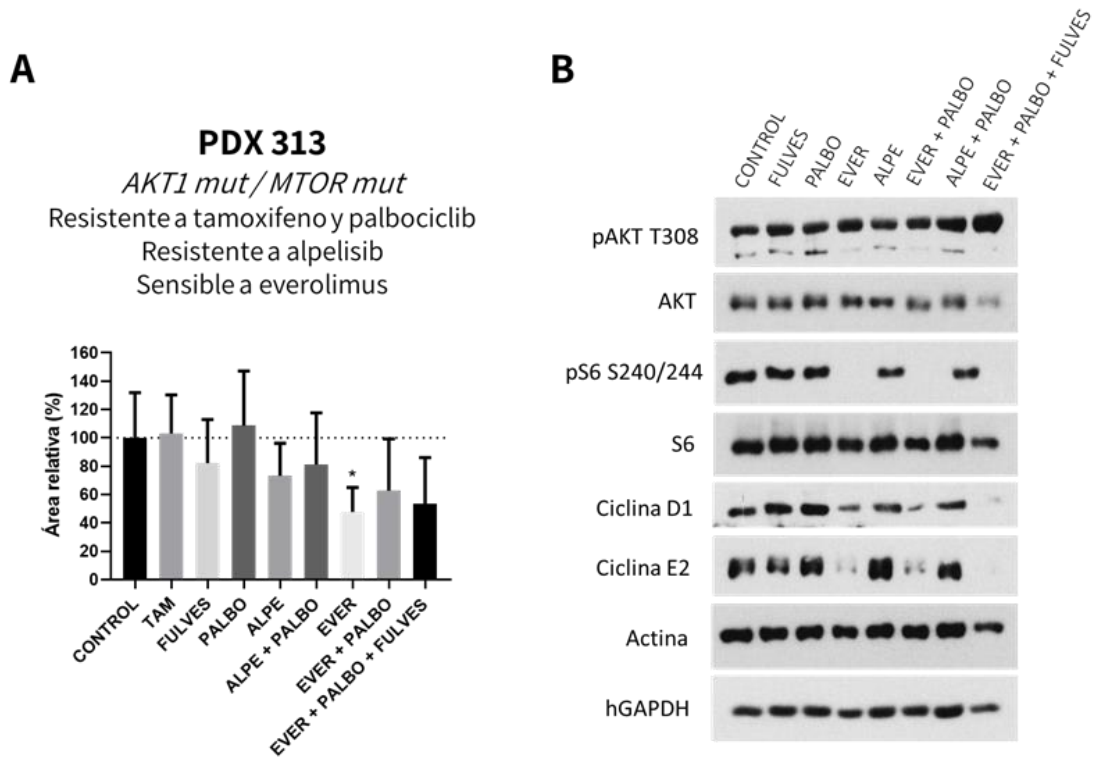 A
PDX 313
AKT1 mut / MTOR mut
Resistente a tamoxifeno y palbociclib
Resistente a alpelisib
Sensible a everolimus
Área relativa (%)
160
140
120
100
80
60
40
20
0
*
CONTROL
TAM
FULVES
PALBO
ALPE
ALPE + PALBO
EVER
EVER + PALBO
EVER + PALBO + FULVES
B
CONTROL
FULVES
PALBO
EVER
ALPE
EVER + PALBO
ALPE + PALBO
EVER + PALBO + FULVES
pAKT T308
AKT
pS6 S240/244
S6
Ciclina D1
Ciclina E2
Actina
hGAPDH